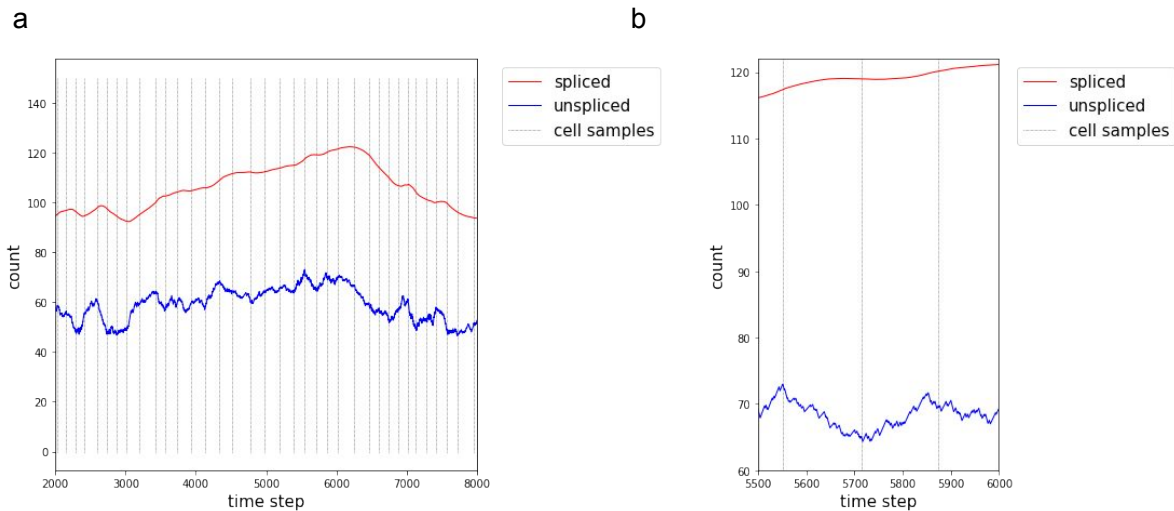 a
b
spliced
unspliced
cell samples
140
120
100
80
60
40
20
0
count
2000 3000 4000 5000 6000 7000 8000
time step
spliced
unspliced
cell samples
120
110
100
90
80
70
60
count
5500 5600 5700 5800 5900 6000
time step